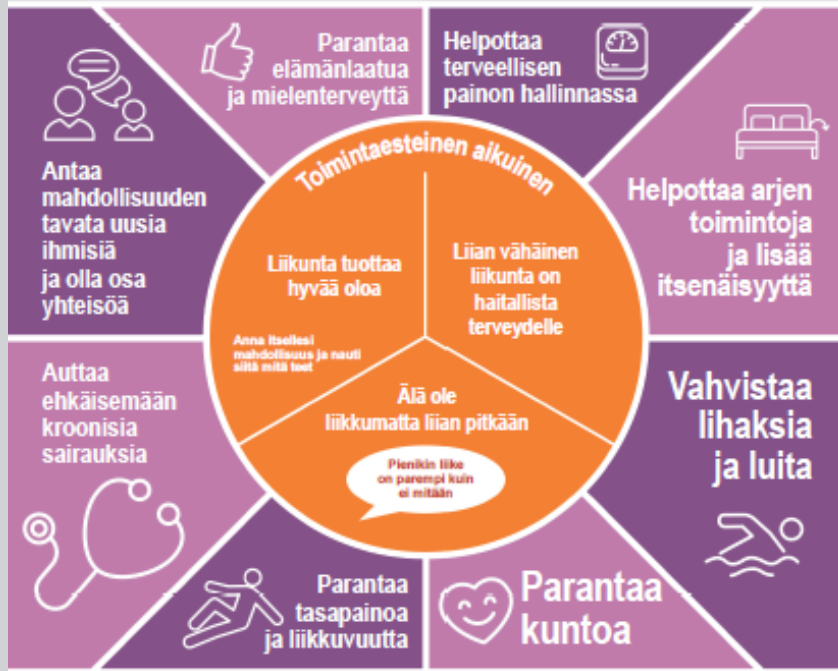 Parantaa
elämänlaatua
ja mielenterveyttä
Helpottaa
terveellisen
painon hallinnassa
Helpottaa arjen
toimintoja
ja lisää
itsenäisyyttä
Vahvistaa
lihaksia
ja luita
Parantaa
kuntoa
Parantaa
tasapainoa
ja liikkuvuutta
Auttaa
ehkäisemään
kroonisia
sairauksia
Antaa
mahdollisuuden
tavata uusia
ihmisiä
ja olla osa
yhteisöä
Toimintaesteinen aikuinen
Liikunta tuottaa
hyvää oloa
Anna itsellesi
mahdollisuus ja nauti
siitä mitä teet
Liian vähäinen
liikunta on
haitallista
terveydelle
Älä ole
liikkumatta liian pitkään
Pienikin liike
on parempi kuin
ei mitään